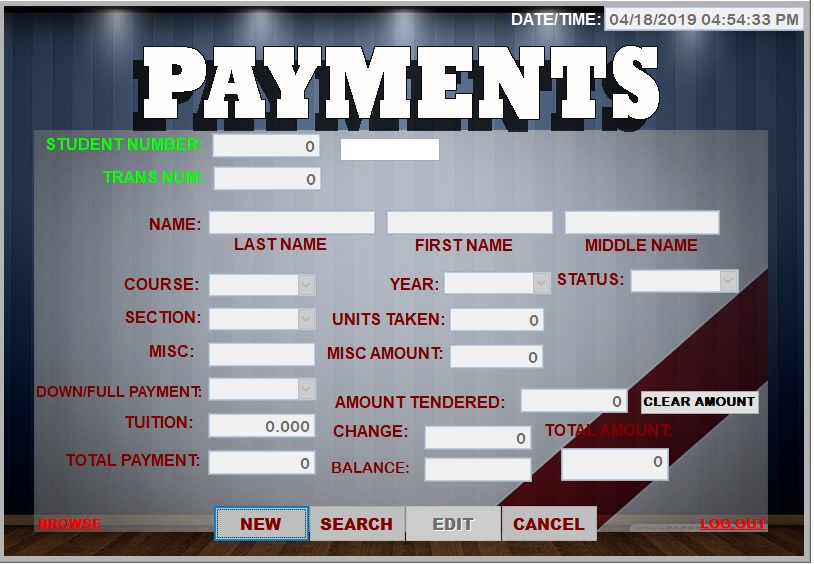 DATE/TIME: 04/18/2019 04:54:33 PM
PAYMENTS
STUDENT NUMBER: 0
TRANS NUM: 0
NAME:
LAST NAME FIRST NAME MIDDLE NAME
COURSE: YEAR: STATUS:
SECTION: UNITS TAKEN: 0
MISC: MISC AMOUNT: 0
DOWN/FULL PAYMENT: AMOUNT TENDERED: 0 CLEAR AMOUNT
TUITION: 0.000 CHANGE: 0 TOTAL AMOUNT:
TOTAL PAYMENT: 0 BALANCE: 0
BROWSE NEW SEARCH EDIT CANCEL LOG OUT